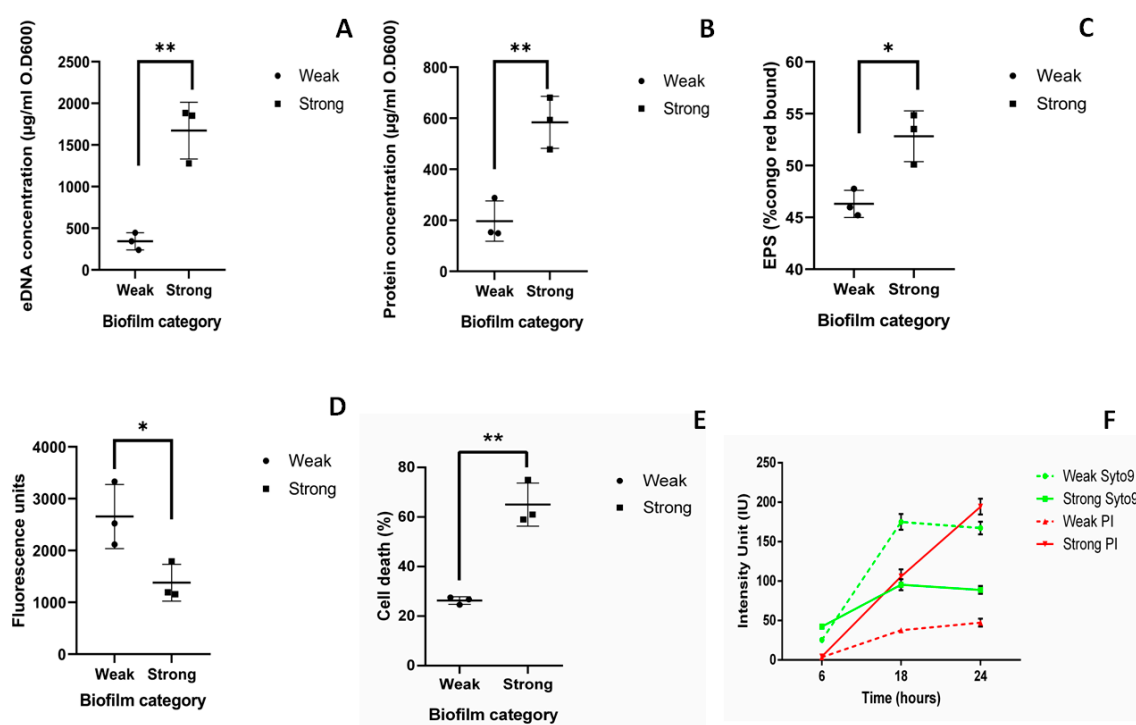 A
**
eDNA concentration (µg/ml O.D600)
2500
2000
1500
1000
500
0
Weak
Strong
Biofilm category
Weak
Strong
B
**
Protein concentration (µg/ml O.D600)
800
600
400
200
0
Weak
Strong
Biofilm category
Weak
Strong
C
*
EPS (%congo red bound)
60
55
50
45
40
Weak
Strong
Biofilm category
Weak
Strong
D
*
Fluorescence units
4000
3000
2000
1000
0
Weak
Strong
Biofilm category
Weak
Strong
E
**
Cell death (%)
80
60
40
20
0
Weak
Strong
Biofilm category
Weak
Strong
F
Intensity Unit (IU)
250
200
150
100
50
0
6
18
24
Time (hours)
Weak Syto9
Strong Syto9
Weak PI
Strong PI